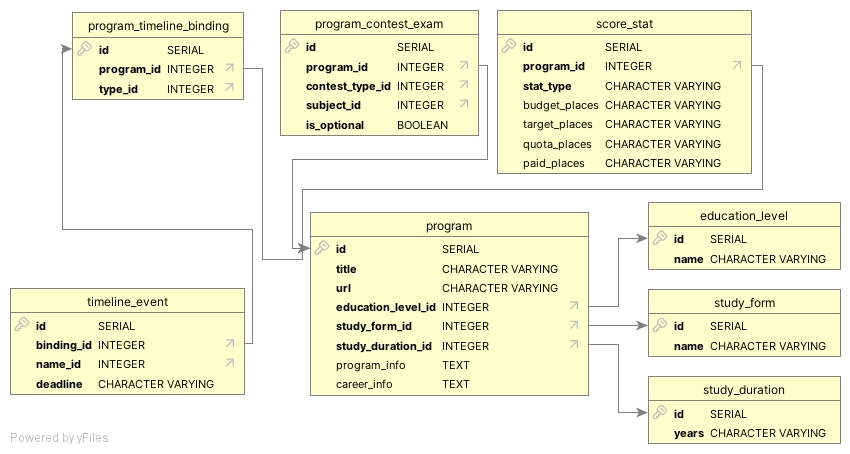 program_timeline_binding
id SERIAL
program_id INTEGER
type_id INTEGER
program_contest_exam
id SERIAL
program_id INTEGER
contest_type_id INTEGER
subject_id INTEGER
is_optional BOOLEAN
score_stat
id SERIAL
program_id INTEGER
stat_type CHARACTER VARYING
budget_places CHARACTER VARYING
target_places CHARACTER VARYING
quota_places CHARACTER VARYING
paid_places CHARACTER VARYING
program
id SERIAL
title CHARACTER VARYING
url CHARACTER VARYING
education_level_id INTEGER
study_form_id INTEGER
study_duration_id INTEGER
program_info TEXT
career_info TEXT
education_level
id SERIAL
name CHARACTER VARYING
timeline_event
id SERIAL
binding_id INTEGER
name_id INTEGER
deadline CHARACTER VARYING
study_form
id SERIAL
name CHARACTER VARYING
study_duration
id SERIAL
years CHARACTER VARYING
Powered by yFiles